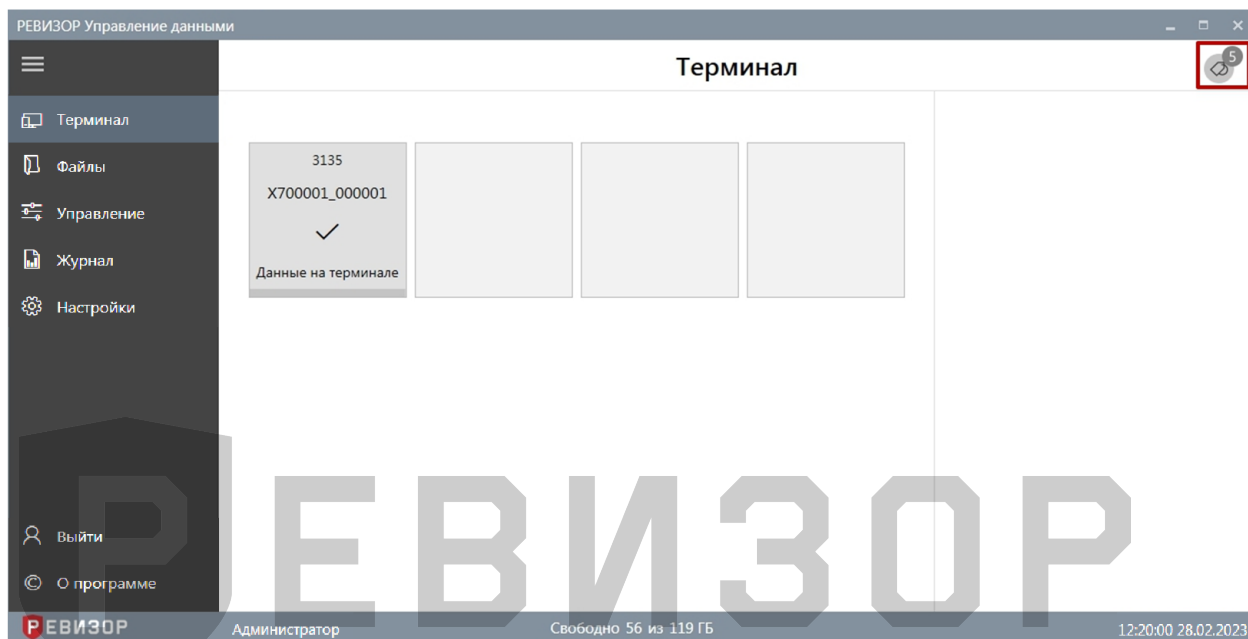 РЕВИЗОР Управление данными
Терминал
5
Терминал
Файлы
Управление
Журнал
Настройки
3135
X700001_000001
Данные на терминале
Выйти
О программе
РЕВИЗОР
РЕВИЗОР
Администратор
Свободно 56 из 119 ГБ
12:20:00 28.02.2023